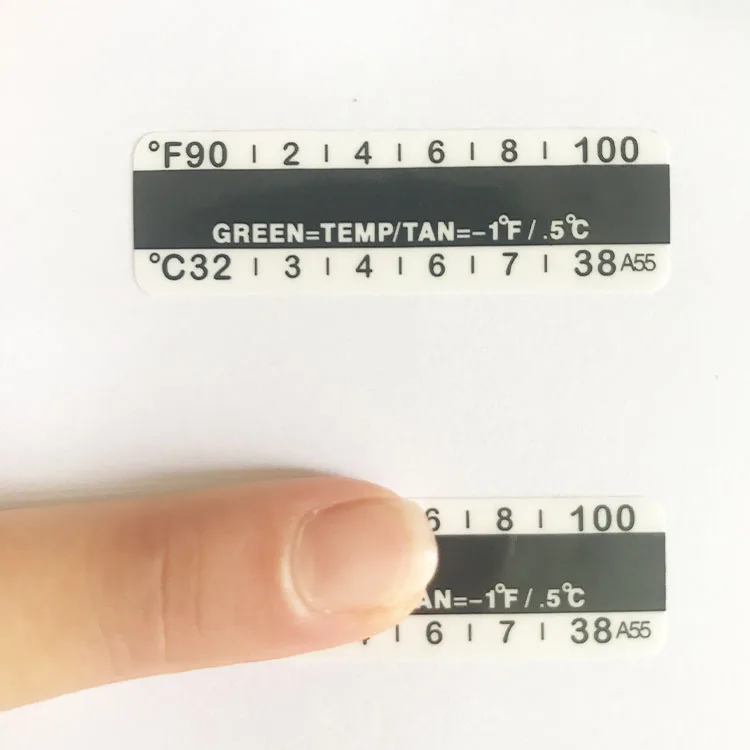 °F90 | 2 | 4 | 6 | 8 | 100
GREEN=TEMP/TAN=-1°F/.5°C
°C32 | 3 | 4 | 6 | 7 | 38 A55
6 | 8 | 100
AN=-1°F/.5°C
| 6 | 7 | 38 A55